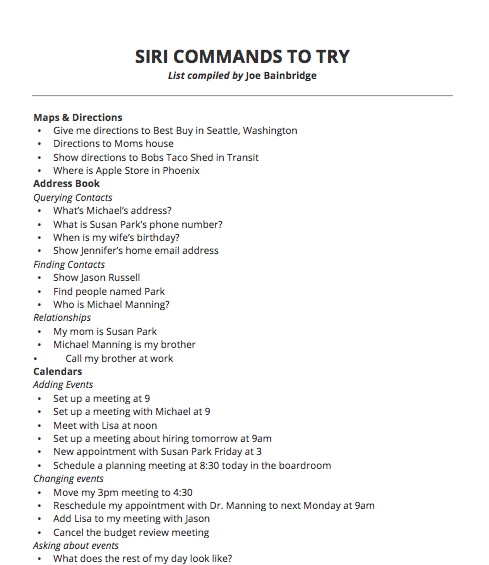 SIRI COMMANDS TO TRY
List compiled by Joe Bainbridge
Maps & Directions
• Give me directions to Best Buy in Seattle, Washington
• Directions to Moms house
• Show directions to Bobs Taco Shed in Transit
• Where is Apple Store in Phoenix
Address Book
Querying Contacts
• What's Michael's address?
• What is Susan Park's phone number?
• When is my wife's birthday?
• Show Jennifer's home email address
Finding Contacts
• Show Jason Russell
• Find people named Park
• Who is Michael Manning?
Relationships
• My mom is Susan Park
• Michael Manning is my brother
• Call my brother at work
Calendars
Adding Events
• Set up a meeting at 9
• Set up a meeting with Michael at 9
• Meet with Lisa at noon
• Set up a meeting about hiring tomorrow at 9am
• New appointment with Susan Park Friday at 3
• Schedule a planning meeting at 8:30 today in the boardroom
Changing events
• Move my 3pm meeting to 4:30
• Reschedule my appointment with Dr. Manning to next Monday at 9am
• Add Lisa to my meeting with Jason
• Cancel the budget review meeting
Asking about events
• What does the rest of my day look like?